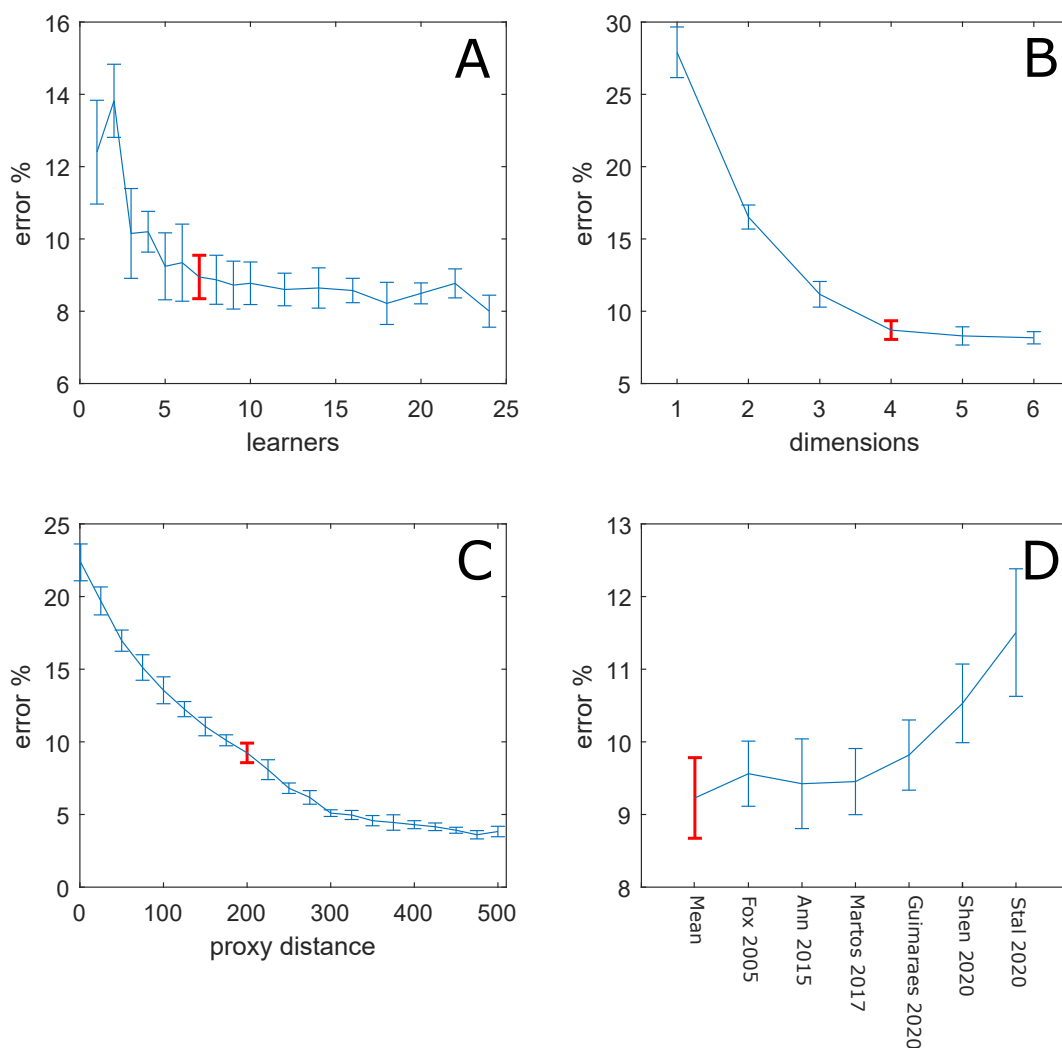 A
16
14
12
10
8
6
error %
0 5 10 15 20 25
learners
B
30
25
20
15
10
5
error %
1 2 3 4 5 6
dimensions
C
25
20
15
10
5
0
error %
0 100 200 300 400 500
proxy distance
D
13
12
11
10
9
8
error %
Mean
Fox 2005
Ann 2015
Martos 2017
Guimaraes 2020
Shen 2020
Stal 2020